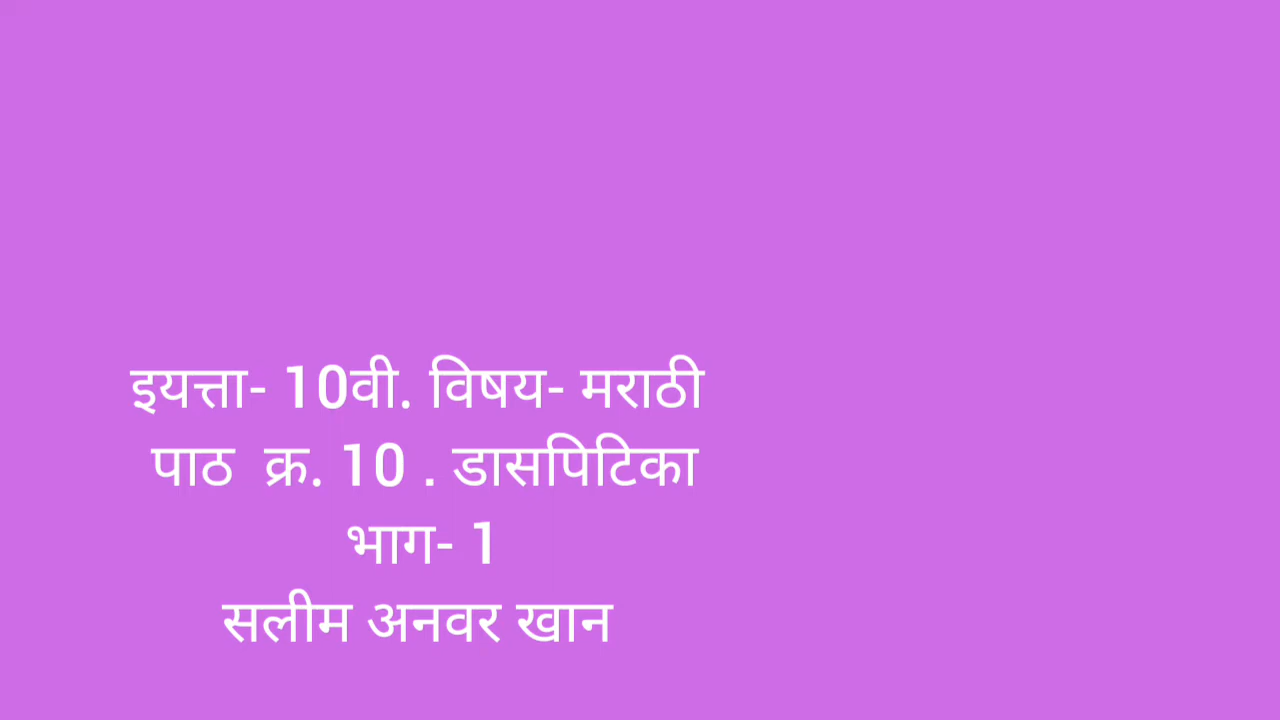 इयत्ता- 10वी. विषय- मराठी
पाठ  क्र. 10 . डासपिटिका
भाग- 1
सलीम अनवर खान